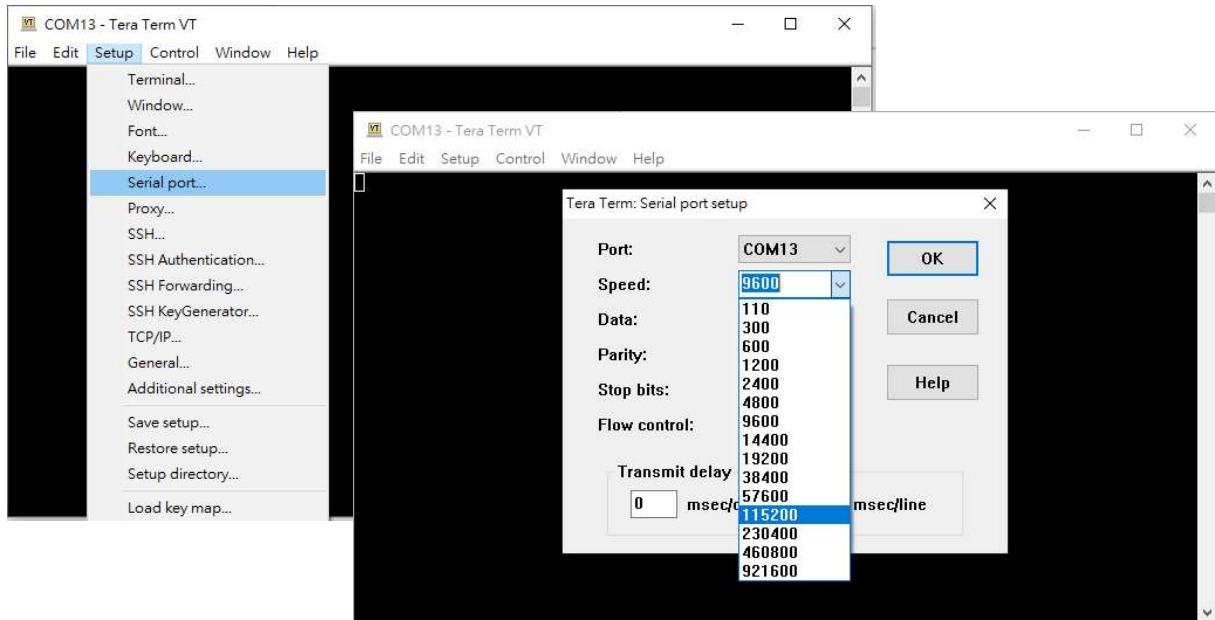 COM13 - Tera Term VT
File Edit Setup Control Window Help
Terminal...
Window...
Font...
Keyboard...
Serial port...
Proxy...
SSH...
SSH Authentication...
SSH Forwarding...
SSH KeyGenerator...
TCP/IP...
General...
Additional settings...
Save setup...
Restore setup...
Setup directory...
Load key map...
COM13 - Tera Term VT
File Edit Setup Control Window Help
Tera Term: Serial port setup
Port: COM13
Speed: 9600
Data:
Parity:
Stop bits:
Flow control:
110
300
600
1200
2400
4800
9600
14400
19200
38400
57600
115200
230400
460800
921600
OK
Cancel
Help
Transmit delay
0 msec/c msec/line